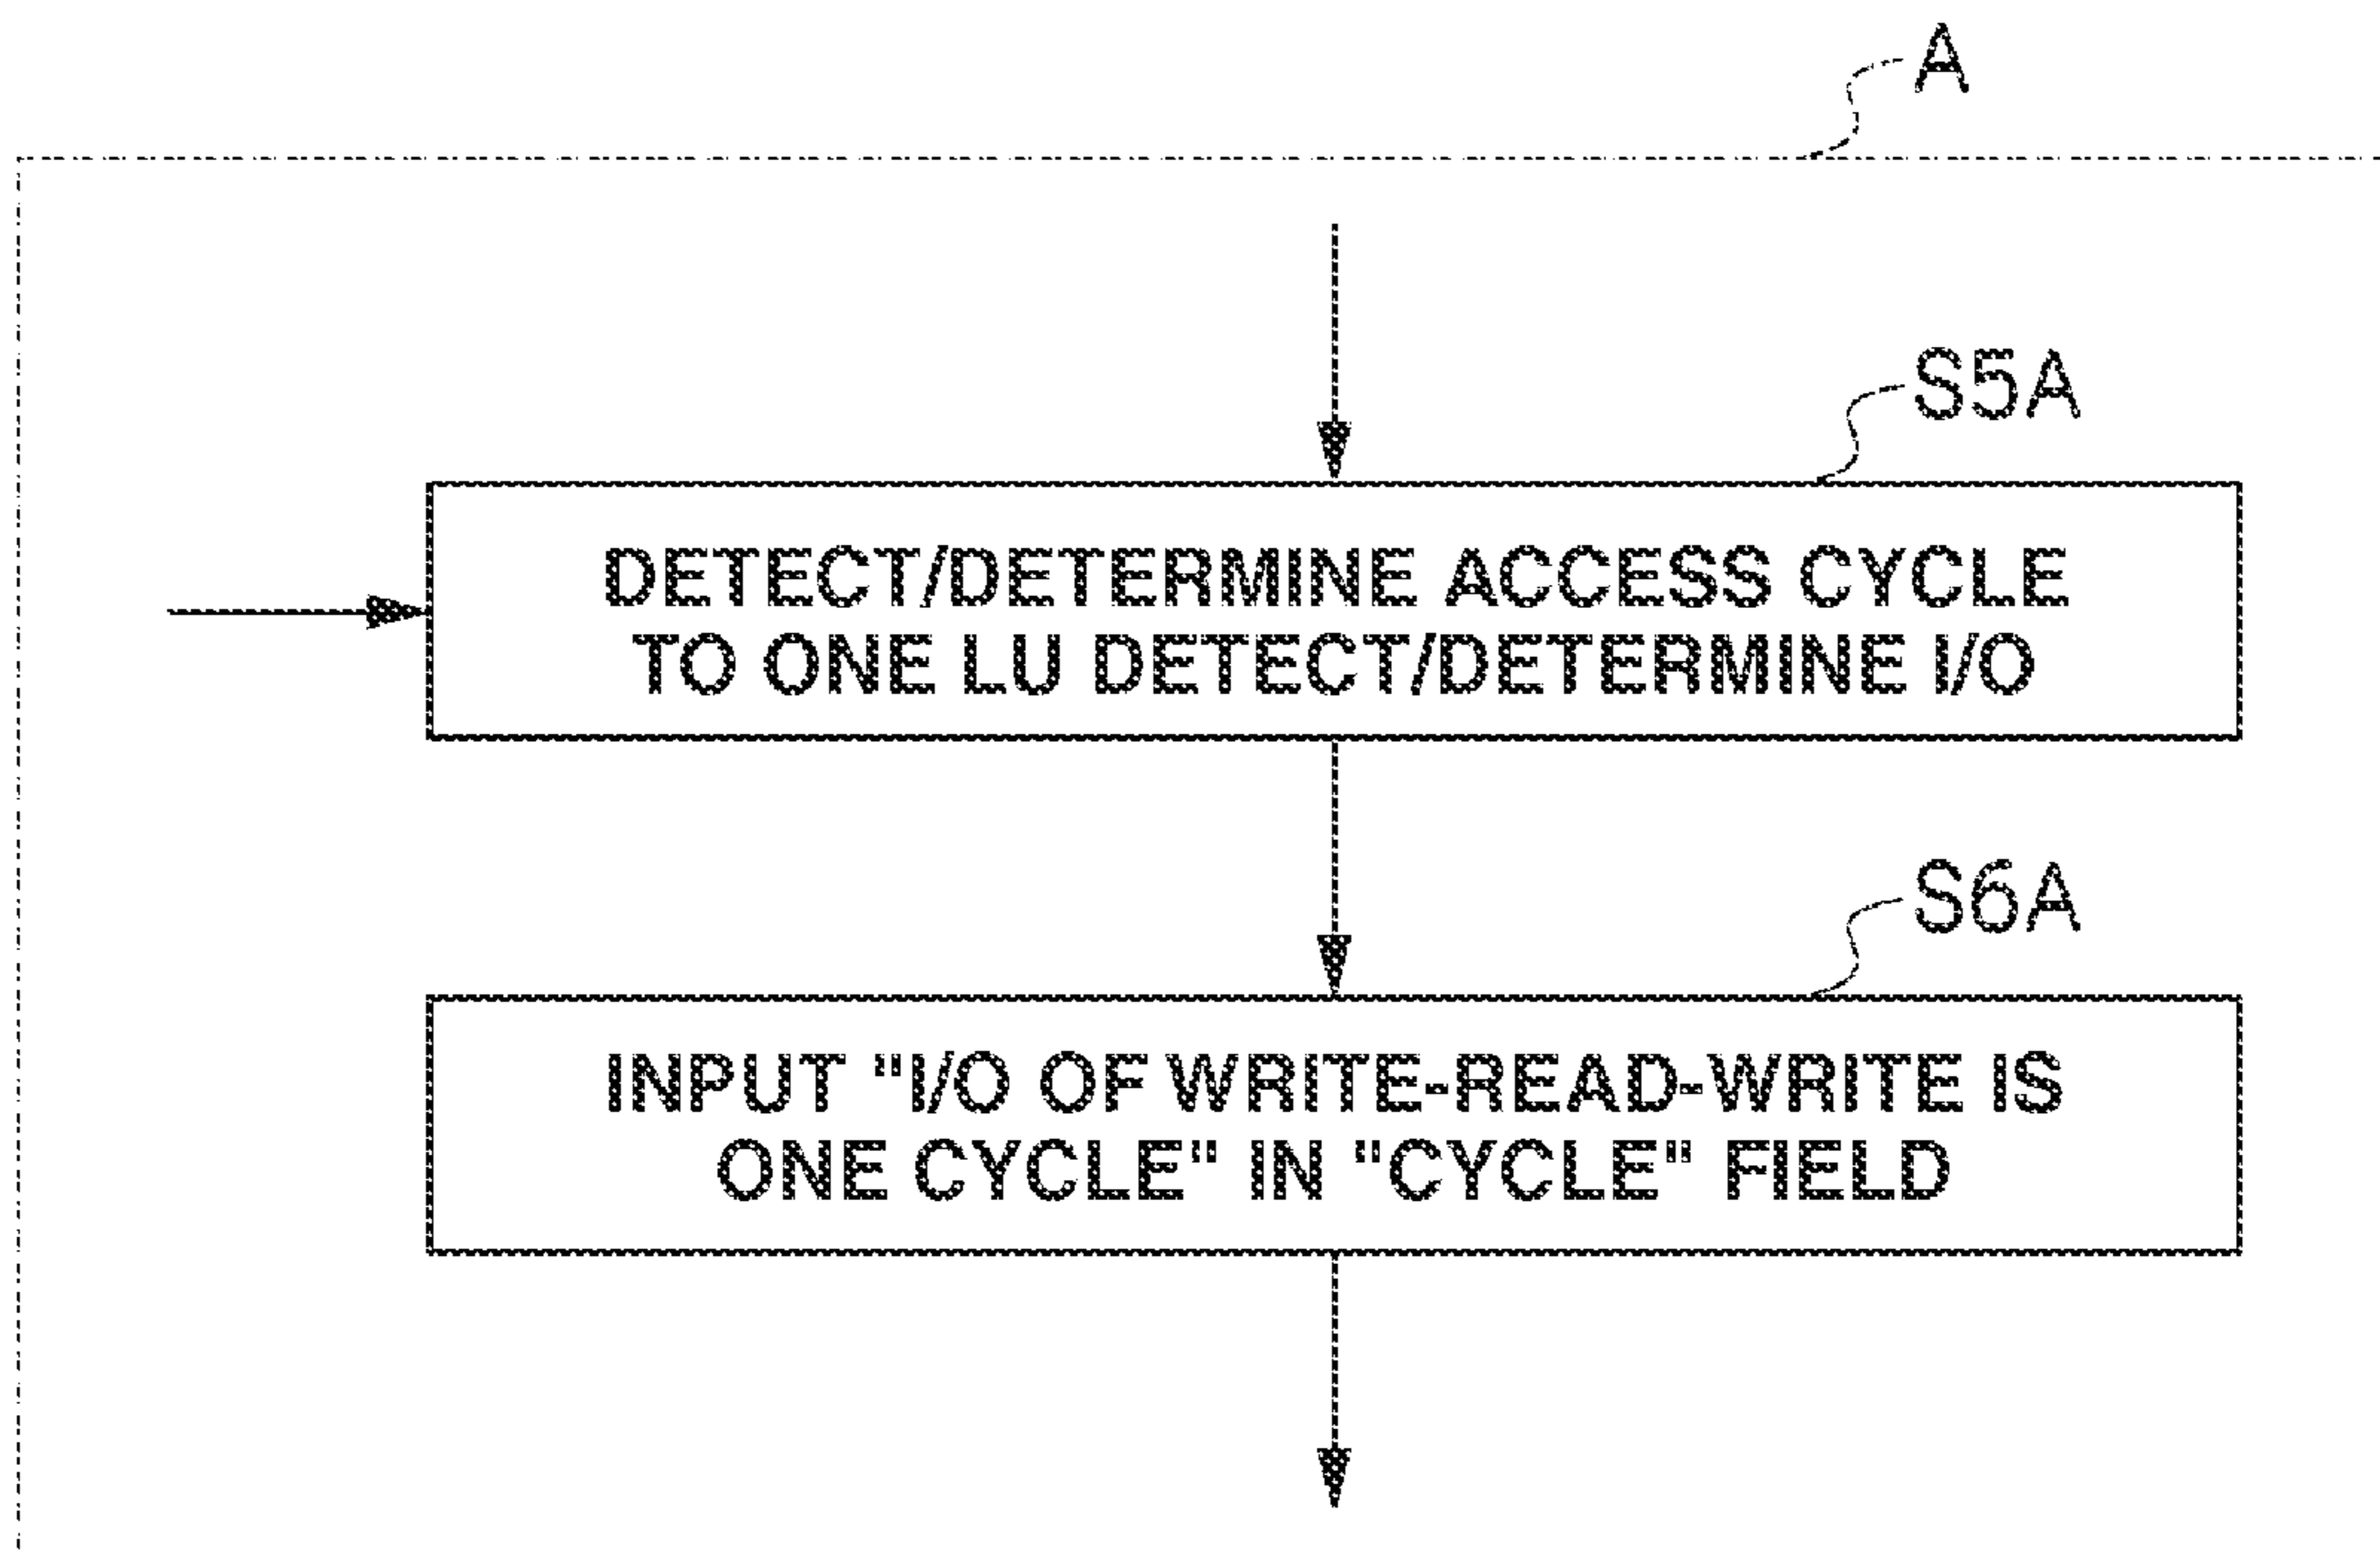 A
S5A
DETECT/DETERMINE ACCESS CYCLE
TO ONE LU DETECT/DETERMINE I/O
S6A
INPUT "I/O OF WRITE-READ-WRITE IS
ONE CYCLE" IN "CYCLE" FIELD